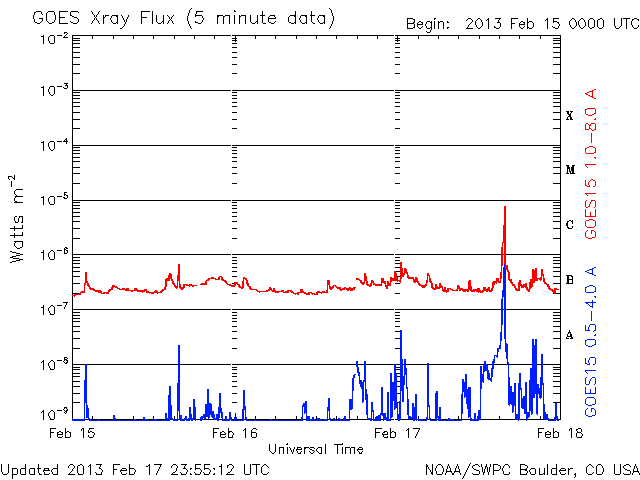 GOES Xray Flux (5 minute data)
Begin: 2013 Feb 15 0000 UTC
10⁻²
10⁻³
10⁻⁴
10⁻⁵
10⁻⁶
10⁻⁷
10⁻⁸
10⁻⁹
Watts m⁻²
X
M
C
B
A
GOES15 1.0-8.0 A
GOES15 0.5-4.0 A
Feb 15 Feb 16 Feb 17 Feb 18
Universal Time
Updated 2013 Feb 17 23:55:12 UTC
NOAA/SWPC Boulder, CO USA